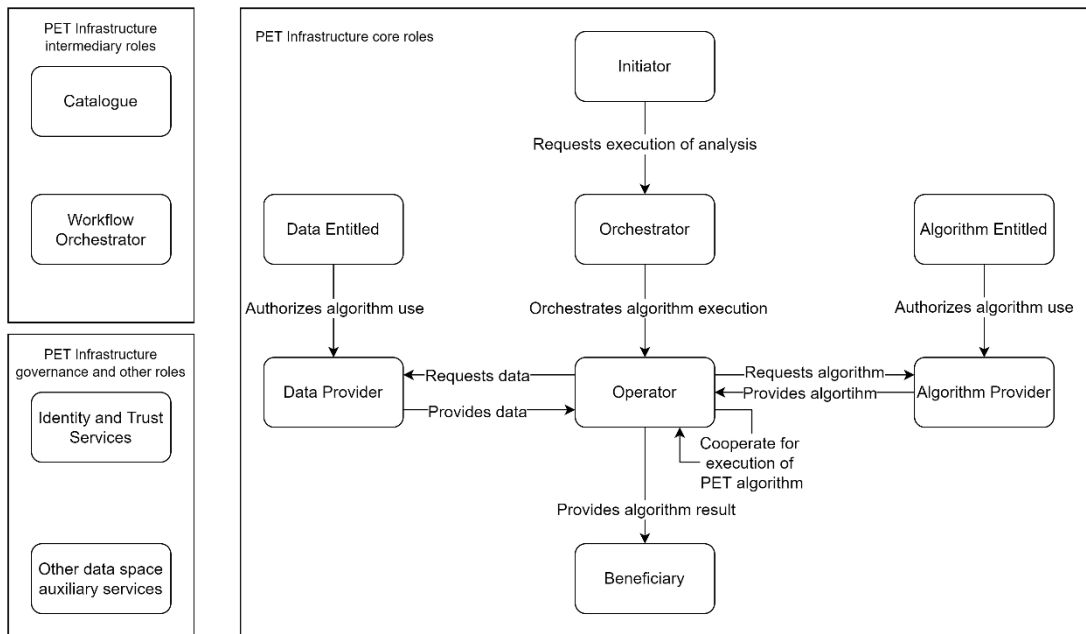 PET Infrastructure
intermediary roles
Catalogue
Workflow
Orchestrator
PET Infrastructure
governance and other roles
Identity and Trust
Services
Other data space
auxiliary services
PET Infrastructure core roles
Initiator
Requests execution of analysis
Data Entitled
Orchestrator
Algorithm Entitled
Authorizes algorithm use
Orchestrates algorithm execution
Authorizes algorithm use
Data Provider
Requests data
Provides data
Operator
Requests algorithm
Provides algortihm
Algorithm Provider
Cooperate for
execution of
PET algorithm
Provides algorithm result
Beneficiary